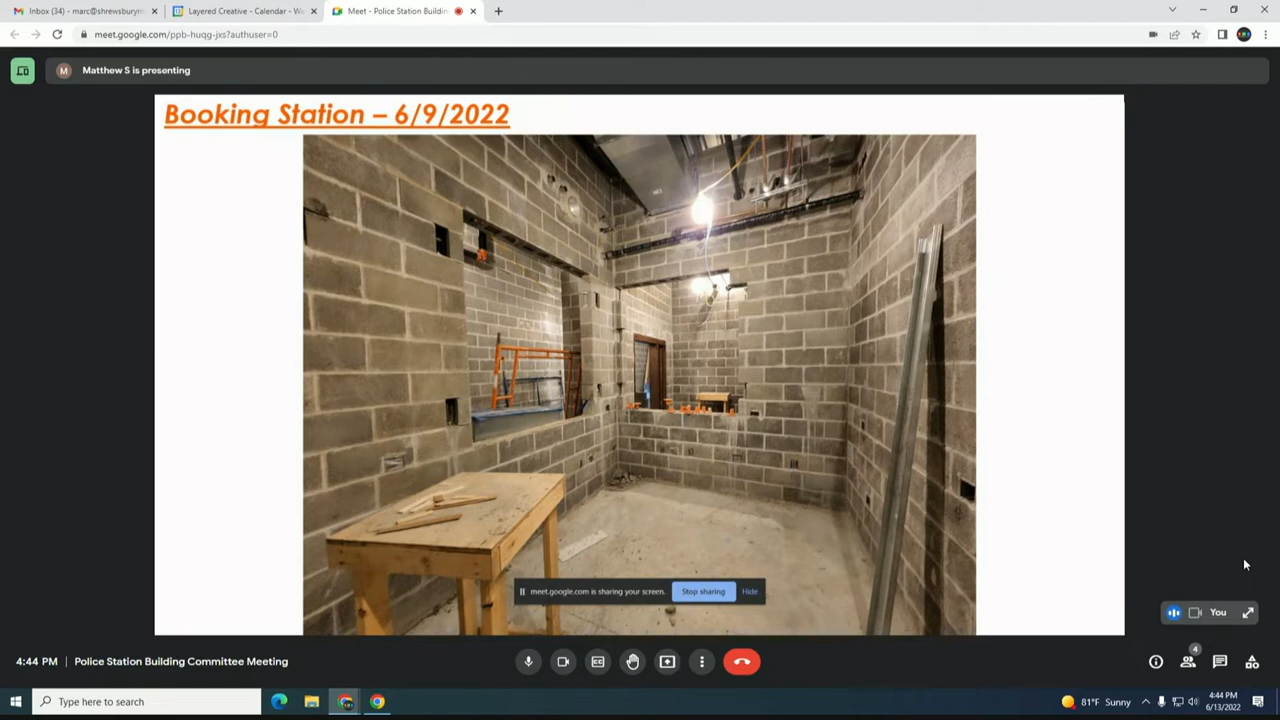 Inbox (34) - marc@shrewsburym
Layered Creative - Calendar - We
Meet - Police Station Buildin
meet.google.com/ppb-huqg-jxs?authuser=0
M
Matthew S is presenting
Booking Station – 6/9/2022
meet.google.com is sharing your screen.
Stop sharing
Hide
You
4:44 PM | Police Station Building Committee Meeting
4
Type here to search
81°F Sunny
4:44 PM
6/13/2022